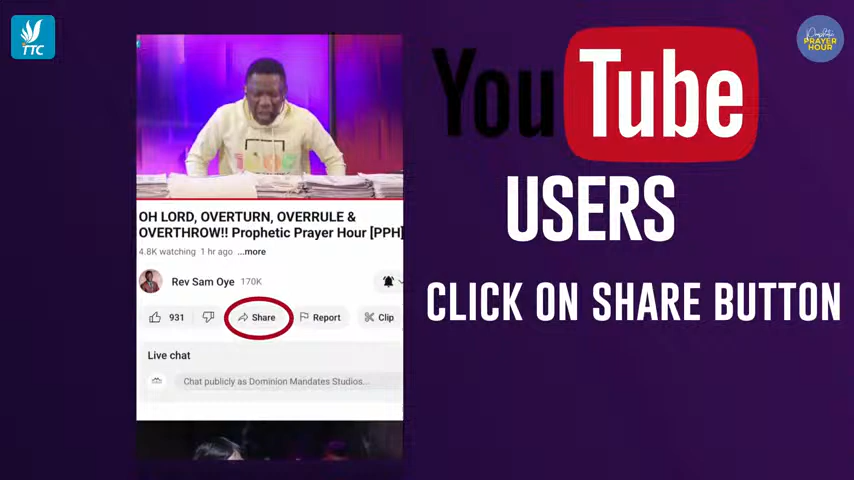 TTC
Prophetic
PRAYER
HOUR
YouTube
USERS
CLICK ON SHARE BUTTON
OH LORD, OVERTURN, OVERRULE &
OVERTHROW!! Prophetic Prayer Hour [PPH]
4.8K watching 1 hr ago ...more
Rev Sam Oye 170K
931 Share Report Clip
Live chat
Chat publicly as Dominion Mandates Studios...